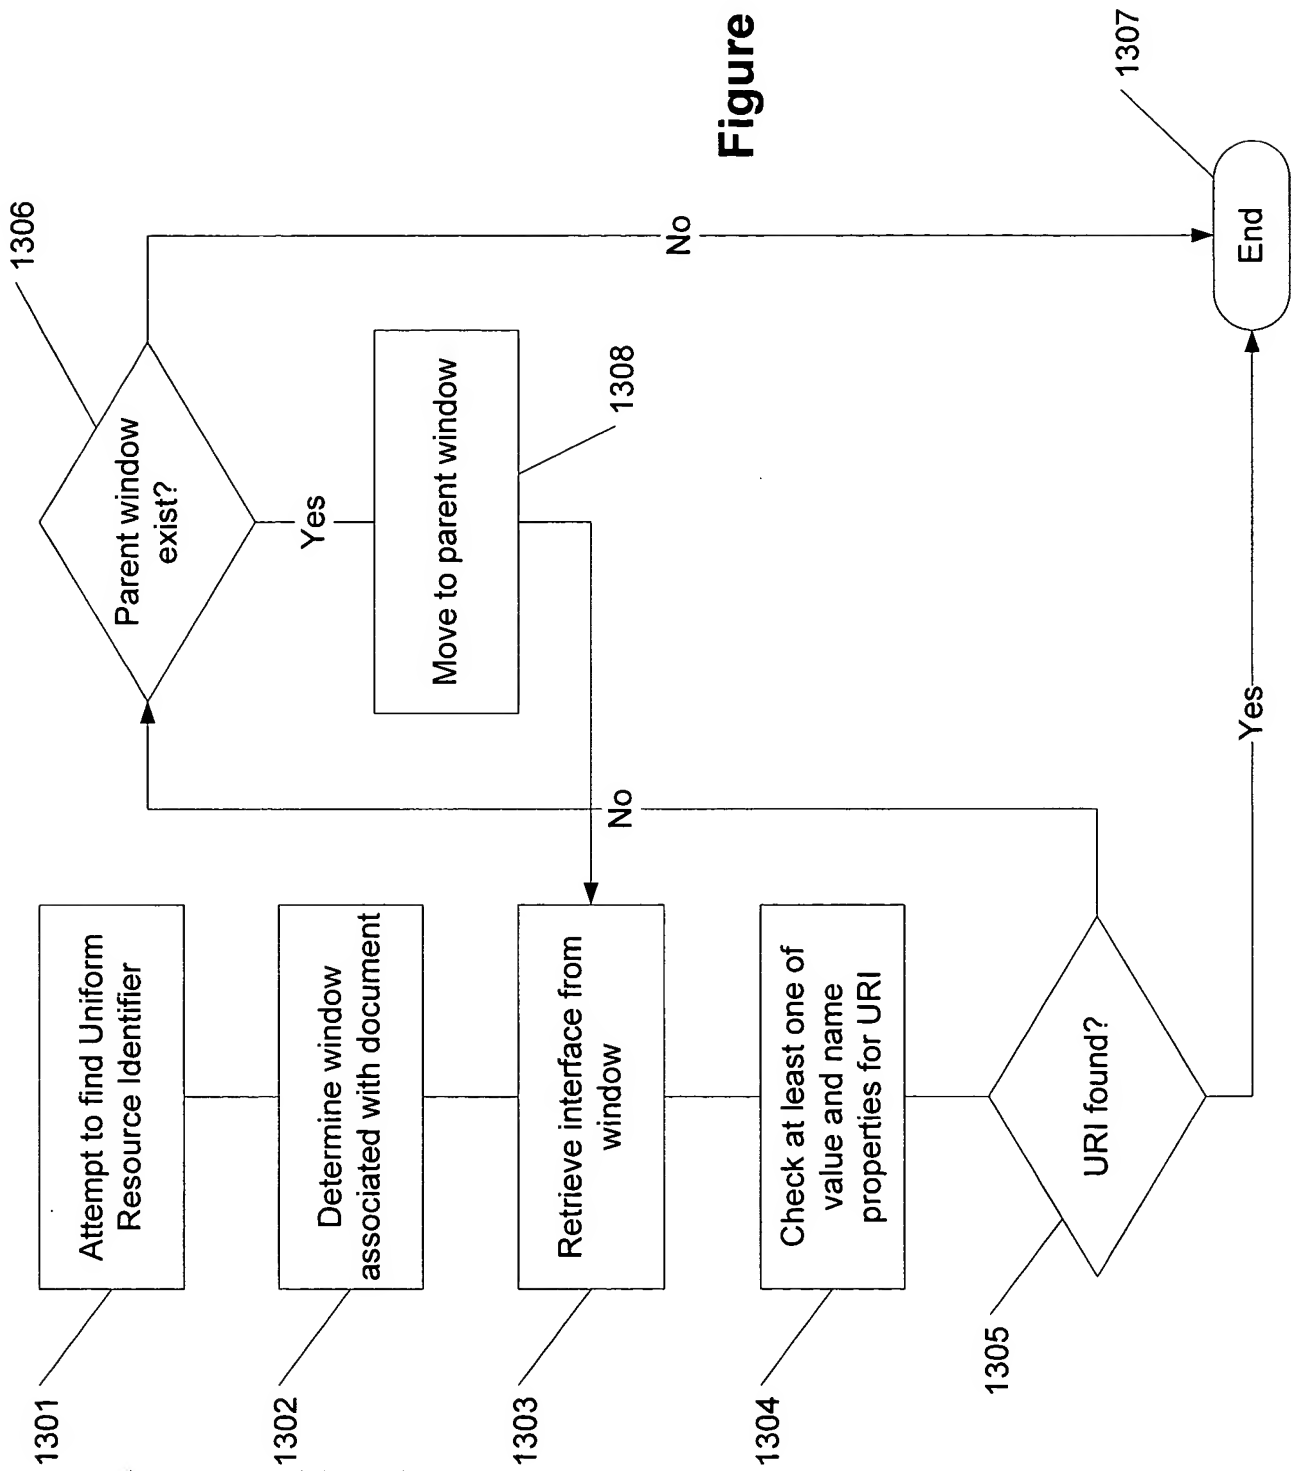 1301
Attempt to find Uniform
Resource Identifier
1302
Determine window
associated with document
1303
Retrieve interface from
window
1304
Check at least one of
value and name
properties for URI
1305
URI found?
No
Yes
1306
Parent window
exist?
Yes
Move to parent window
1308
No
1307
End
Figure